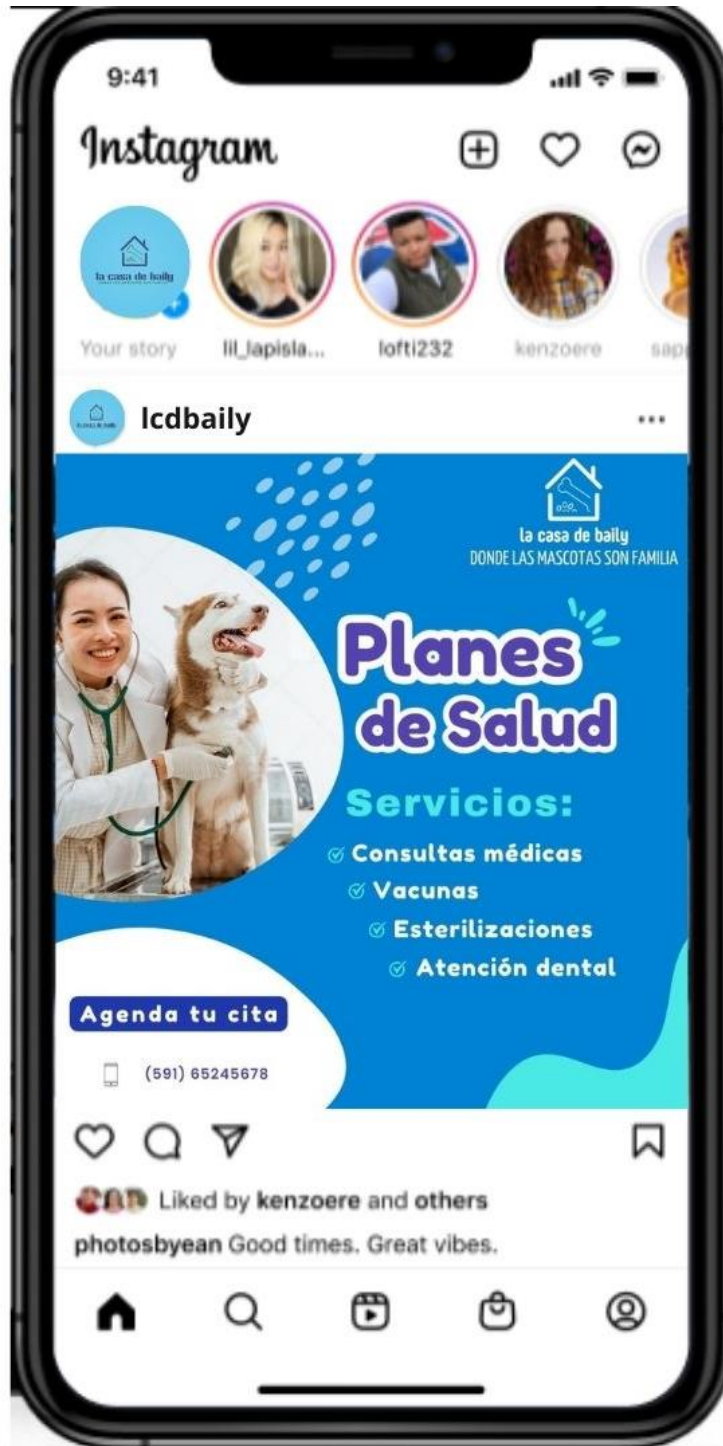 9:41
Instagram
la casa de baily
Your story
lil_lapisla...
lofti232
kenzoere
sapp
lcdbaily
la casa de baily
DONDE LAS MASCOTAS SON FAMILIA
Planes
de Salud
Servicios:
Consultas médicas
Vacunas
Esterilizaciones
Atención dental
Agenda tu cita
(591) 65245678
Liked by kenzoere and others
photosbyean Good times. Great vibes.